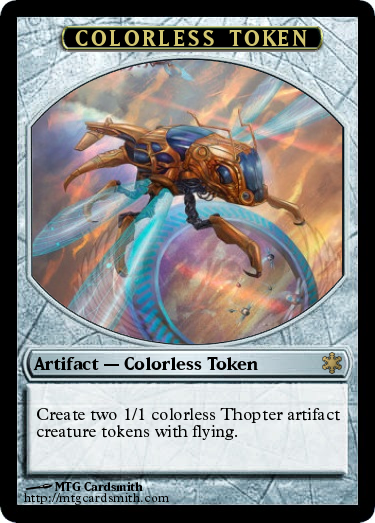 COLORLESS TOKEN
Artifact — Colorless Token
Create two 1/1 colorless Thopter artifact
creature tokens with flying.
MTG Cardsmith
http://mtgcardsmith.com